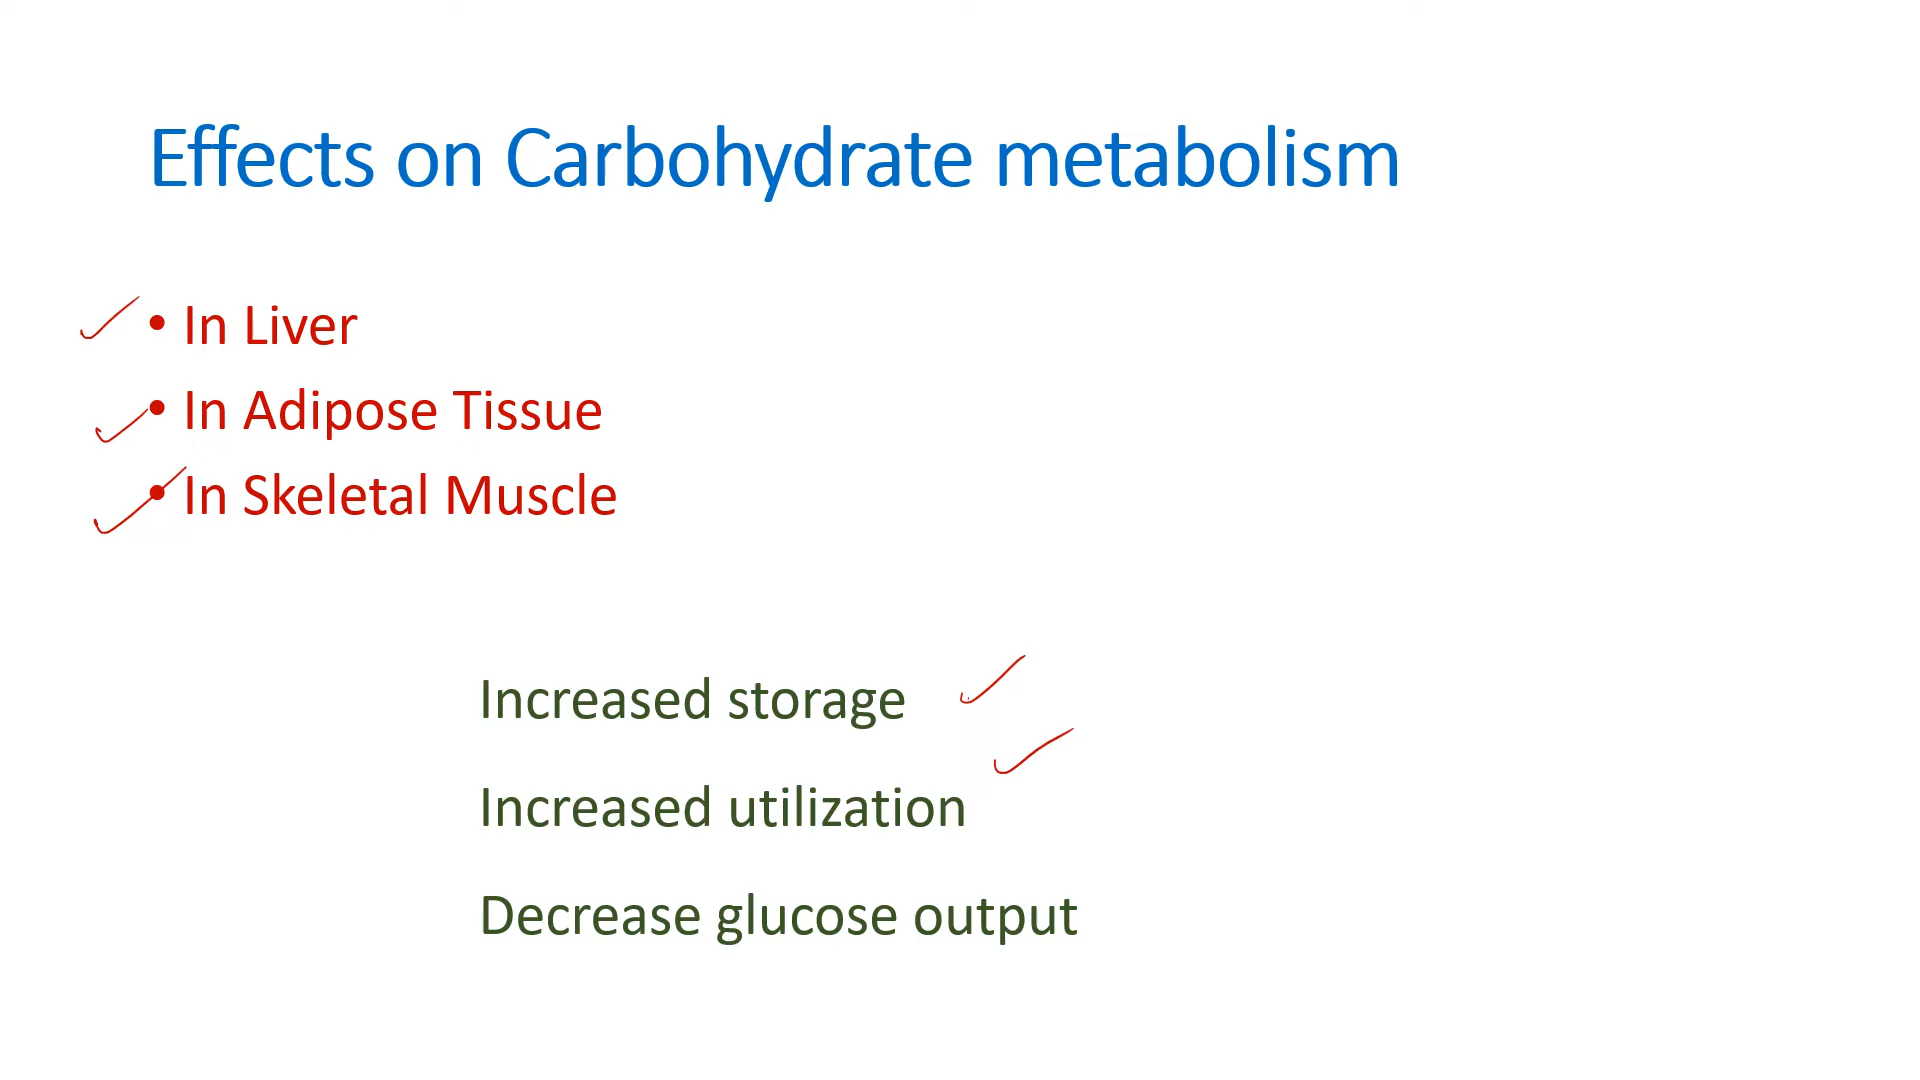 Effects on Carbohydrate metabolism
• In Liver
• In Adipose Tissue
• In Skeletal Muscle
Increased storage
Increased utilization
Decrease glucose output